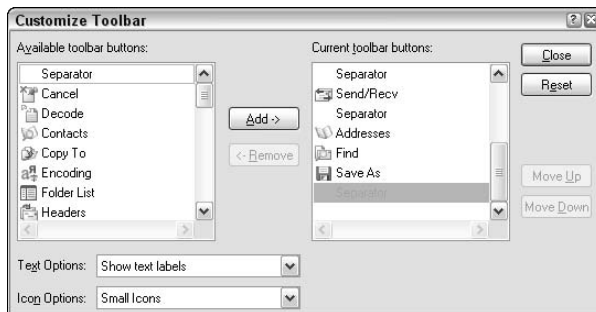 Customize Toolbar
Available toolbar buttons:
Separator
Cancel
Decode
Contacts
Copy To
Encoding
Folder List
Headers
Add ->
<- Remove
Current toolbar buttons:
Separator
Send/Recv
Separator
Addresses
Find
Save As
Separator
Close
Reset
Move Up
Move Down
Text Options: Show text labels
Icon Options: Small Icons